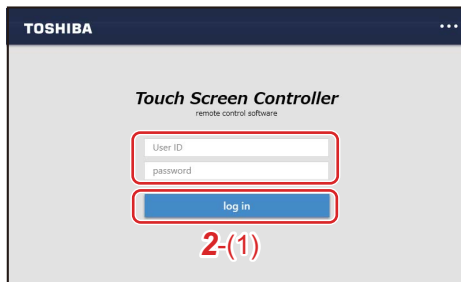 TOSHIBA
Touch Screen Controller
remote control software
User ID
password
log in
2-(1)